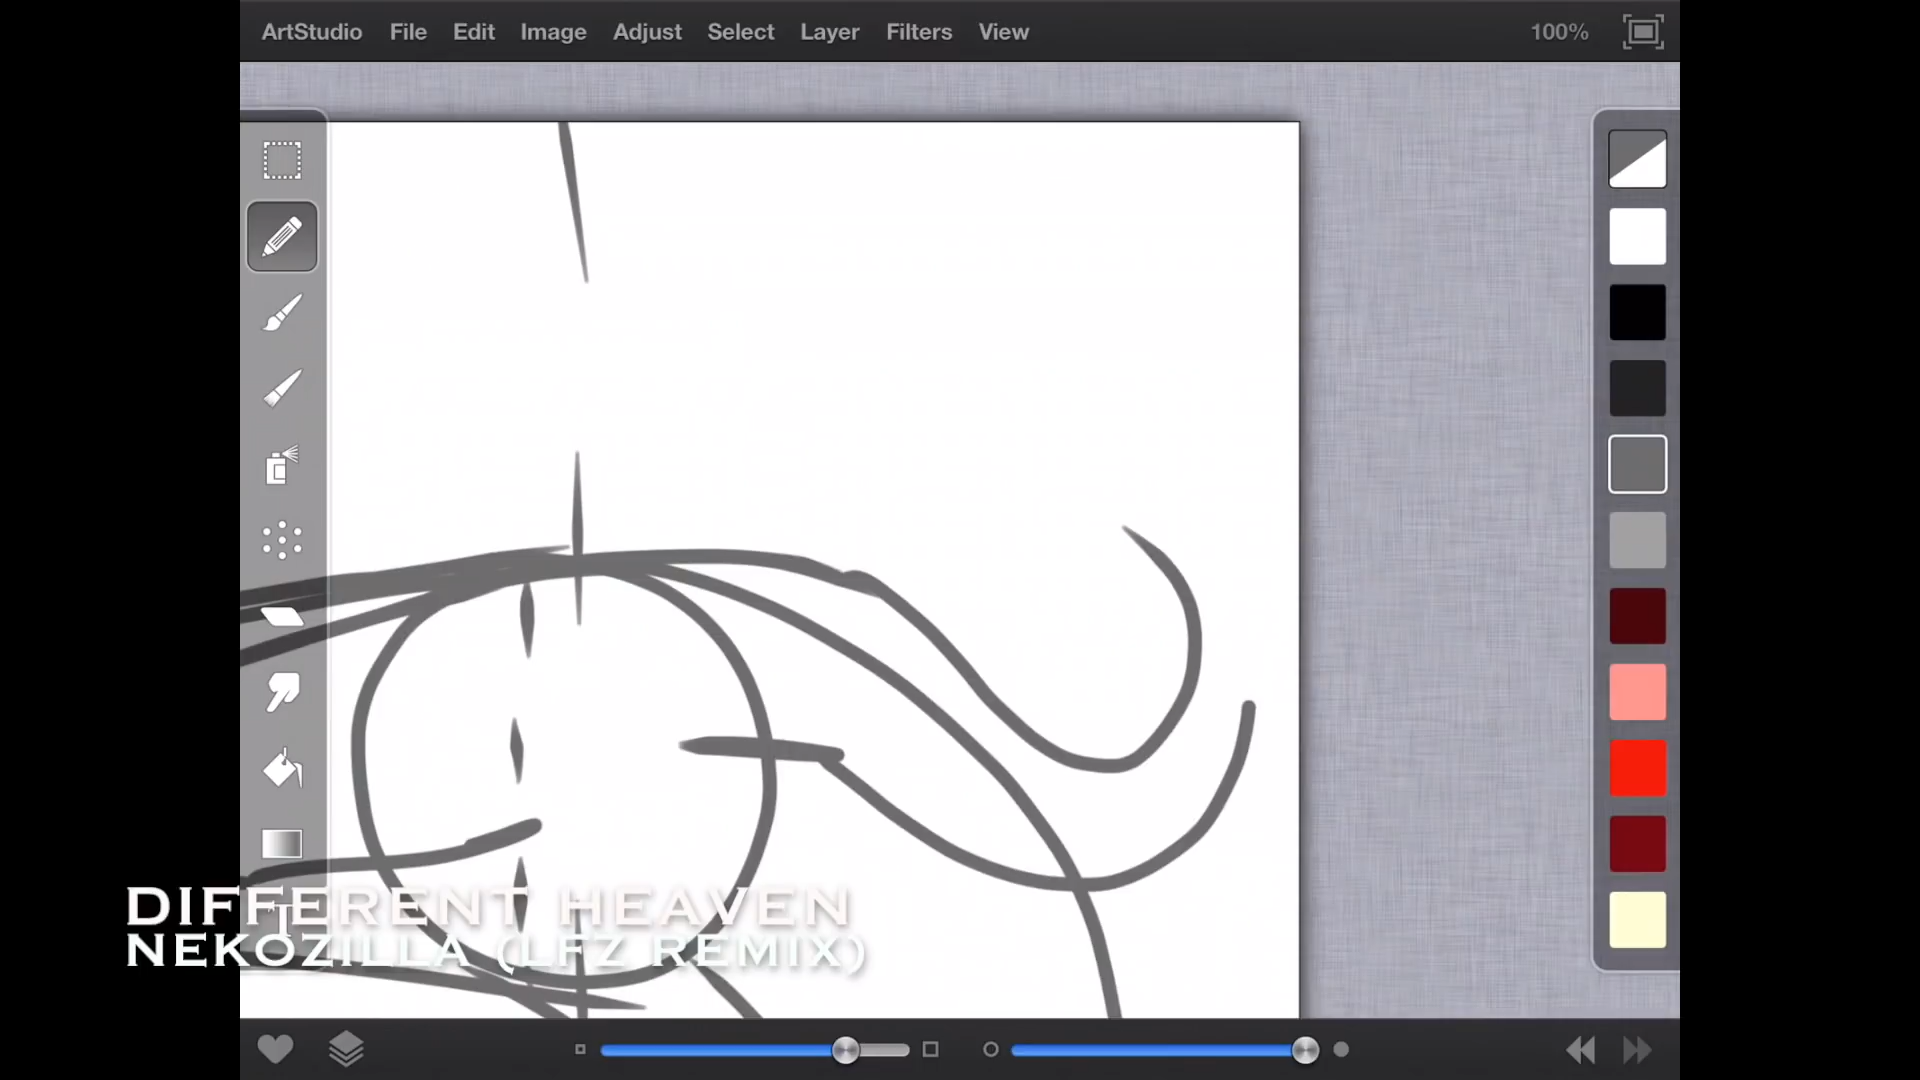 ArtStudio File Edit Image Adjust Select Layer Filters View 100%
T
DIFFERENT HEAVEN
NEKOZILLA (LFZ REMIX)